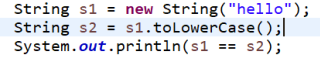 String s1 = new String("hello");
String s2 = s1.toLowerCase();
System.out.println(s1 == s2);